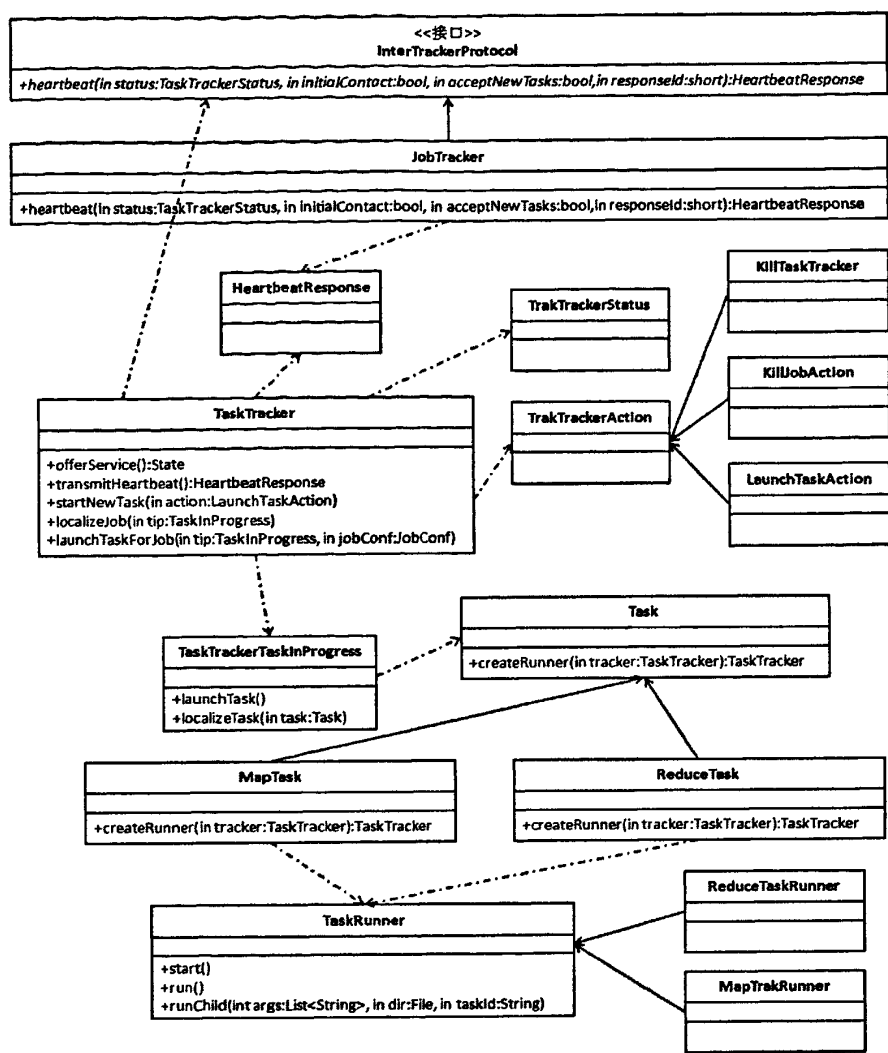 <<接口>>
InterTrackerProtocol
+heartbeat(in status:TaskTrackerStatus, in initialContact:bool, in acceptNewTasks:bool,in responseId:short):HeartbeatResponse
JobTracker
+heartbeat(in status:TaskTrackerStatus, in initialContact:bool, in acceptNewTasks:bool,in responseId:short):HeartbeatResponse
HeartbeatResponse
TrakTrackerStatus
KillTaskTracker
KillJobAction
TaskTracker
+offerService():State
+transmitHeartbeat():HeartbeatResponse
+startNewTask(in action:LaunchTaskAction)
+localizeJob(in tip:TaskInProgress)
+launchTaskForJob(in tip:TaskInProgress, in jobConf:JobConf)
TrakTrackerAction
LaunchTaskAction
Task
+createRunner(in tracker:TaskTracker):TaskTracker
TaskTrackerTaskInProgress
+launchTask()
+localizeTask(in task:Task)
MapTask
+createRunner(in tracker:TaskTracker):TaskTracker
ReduceTask
+createRunner(in tracker:TaskTracker):TaskTracker
TaskRunner
+start()
+run()
+runChild(int args:List<String>, in dir:File, in taskId:String)
ReduceTaskRunner
MapTrakRunner